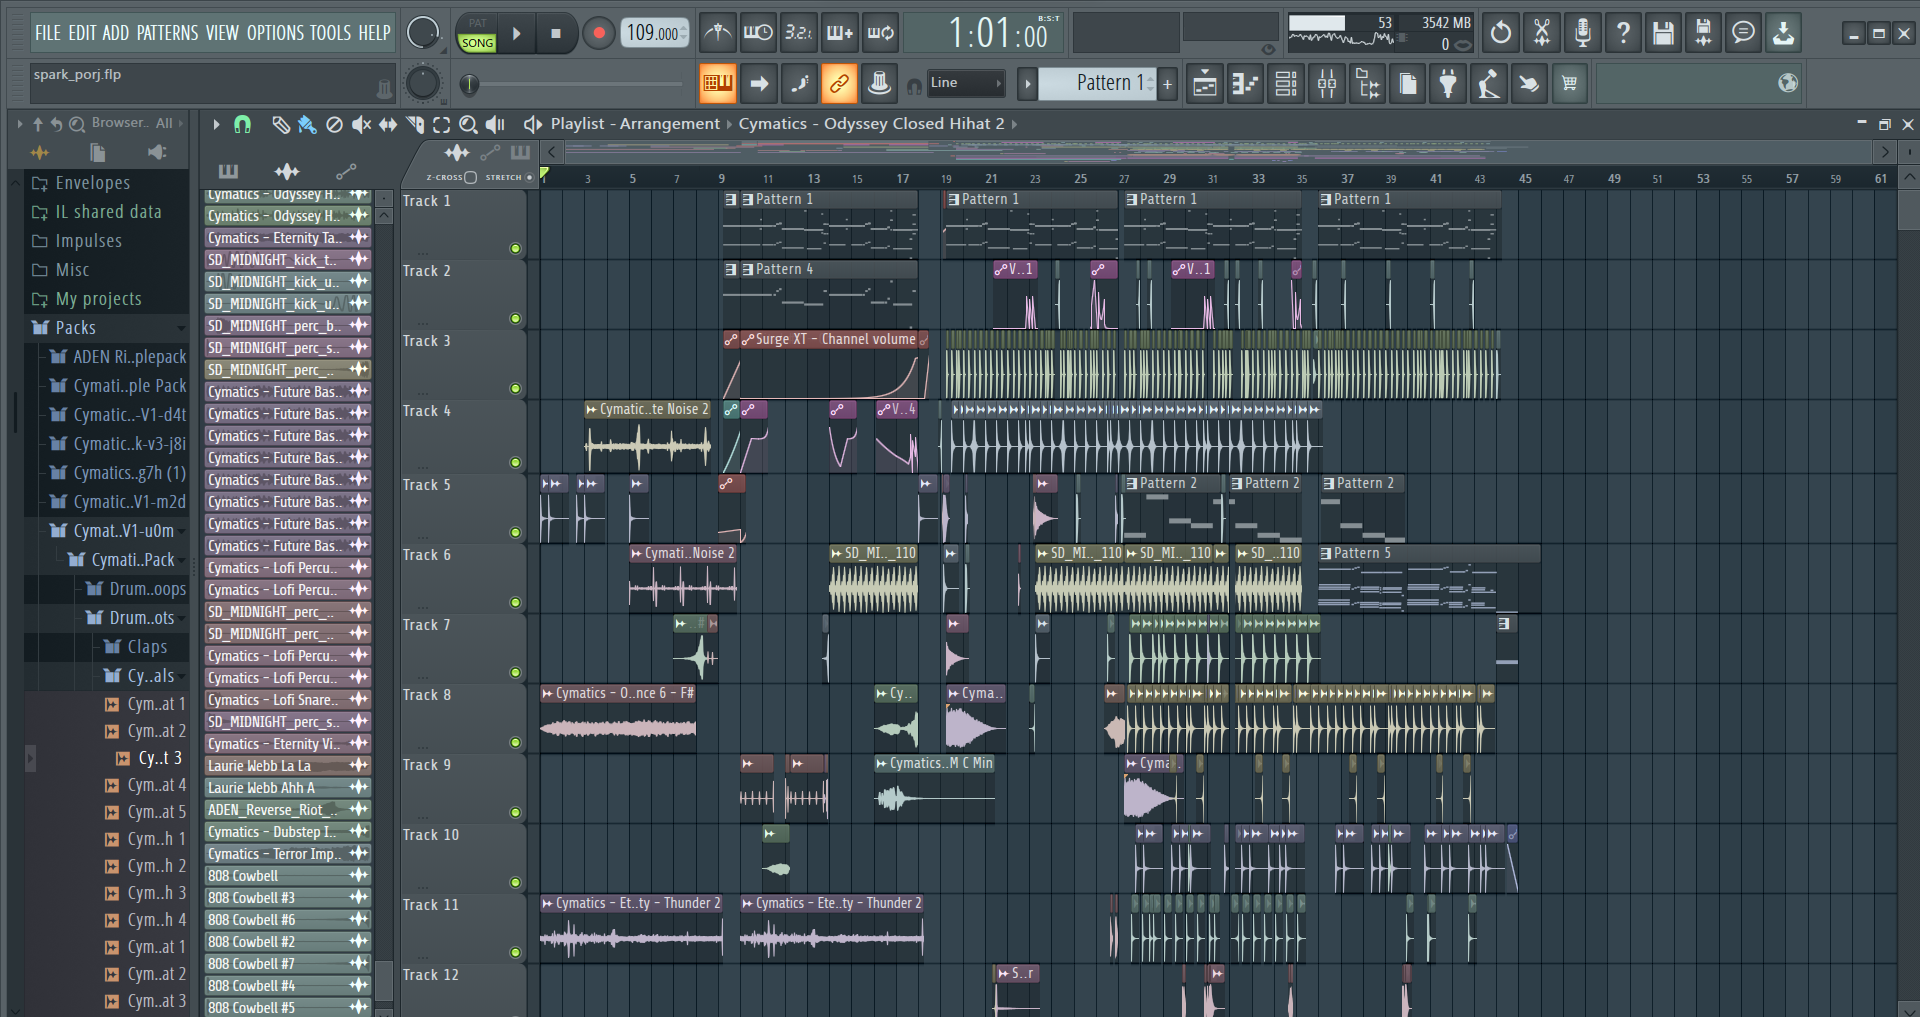 FILE EDIT ADD PATTERNS VIEW OPTIONS TOOLS HELP
PAT
SONG
109.000
3.2.1
1:01:00
B:S:T
53
3542 MB
0
spark_porj.flp
Line
Pattern 1
Browser.. All
Playlist - Arrangement
Cymatics - Odyssey Closed Hihat 2
Z-CROSS
STRETCH
1 3 5 7 9 11 13 15 17 19 21 23 25 27 29 31 33 35 37 39 41 43 45 47 49 51 53 55 57 59 61
Envelopes
IL shared data
Impulses
Misc
My projects
Packs
ADEN Ri..plepack
Cymati..ple Pack
Cymatic..-V1-d4t
Cymatic..k-v3-j8i
Cymatics..g7h (1)
Cymatic..V1-m2d
Cymat..V1-u0m
Cymati..Pack
Drum..oops
Drum..ots
Claps
Cy..als
Cym..at 1
Cym..at 2
Cy..t 3
Cym..at 4
Cym..at 5
Cym..h 1
Cym..h 2
Cym..h 3
Cym..h 4
Cym..at 1
Cym..at 2
Cym..at 3
Cymatics - Odyssey H..
Cymatics - Odyssey H..
Cymatics - Eternity Ta..
SD_MIDNIGHT_kick_t..
SD_MIDNIGHT_kick_u..
SD_MIDNIGHT_kick_u..
SD_MIDNIGHT_perc_b..
SD_MIDNIGHT_perc_s..
SD_MIDNIGHT_perc_..
Cymatics - Future Bas..
Cymatics - Future Bas..
Cymatics - Future Bas..
Cymatics - Future Bas..
Cymatics - Future Bas..
Cymatics - Future Bas..
Cymatics - Future Bas..
Cymatics - Future Bas..
Cymatics - Lofi Percu..
Cymatics - Lofi Percu..
SD_MIDNIGHT_perc_..
SD_MIDNIGHT_perc_..
Cymatics - Lofi Percu..
Cymatics - Lofi Percu..
Cymatics - Lofi Snare..
SD_MIDNIGHT_perc_s..
Cymatics - Eternity Vi..
Laurie Webb La La
Laurie Webb Ahh A
ADEN_Reverse_Riot_..
Cymatics - Dubstep I..
Cymatics - Terror Imp..
808 Cowbell
808 Cowbell #3
808 Cowbell #6
808 Cowbell #2
808 Cowbell #7
808 Cowbell #4
808 Cowbell #5
Track 1
Pattern 1
Pattern 1
Pattern 1
Pattern 1
Track 2
Pattern 4
V..1
V..1
Track 3
Surge XT - Channel volume
Track 4
Cymatic..te Noise 2
V..4
Track 5
Pattern 2
Pattern 2
Pattern 2
Track 6
Cymati..Noise 2
SD_MI.._110
SD_MI.._110
SD_MI.._110
SD_.._110
Pattern 5
Track 7
Track 8
Cymatics - O..nce 6 - F#
Cy..
Cyma..
Track 9
Cymatics..M C Min
Cyma..
Track 10
Track 11
Cymatics - Et..ty - Thunder 2
Cymatics - Ete..ty - Thunder 2
Track 12
S..r